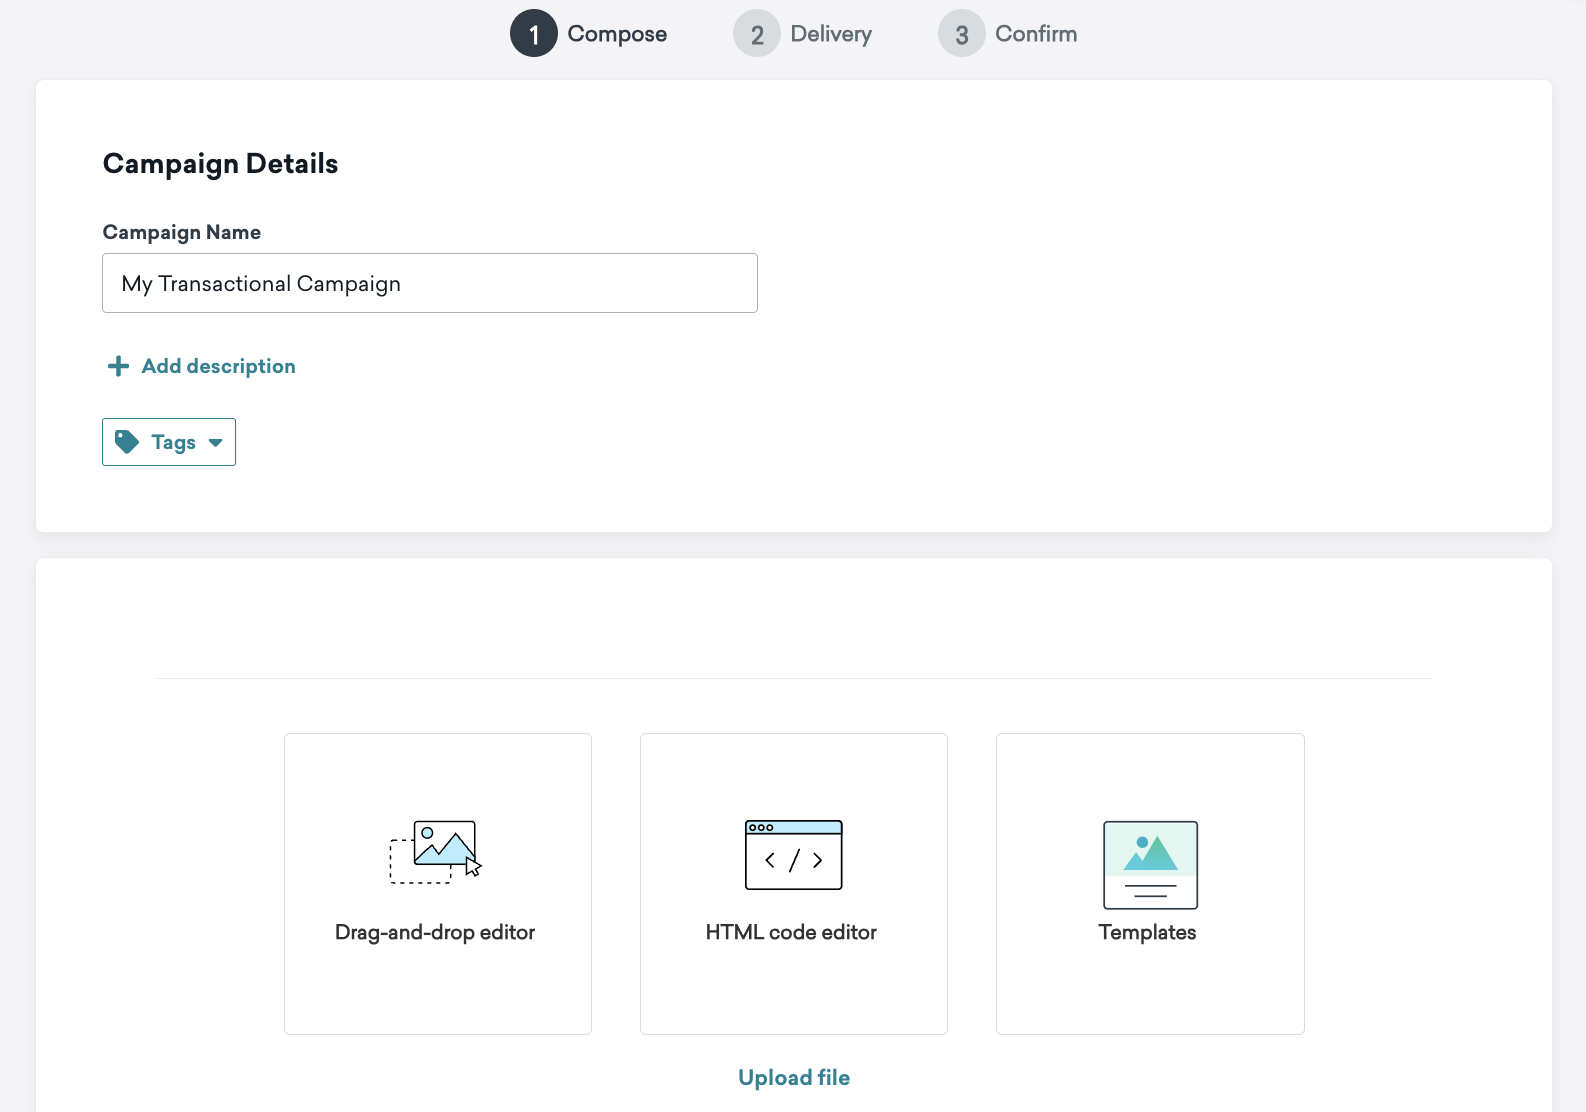 1 Compose 2 Delivery 3 Confirm
Campaign Details
Campaign Name
My Transactional Campaign
Add description
Tags
Drag-and-drop editor
HTML code editor
Templates
Upload file